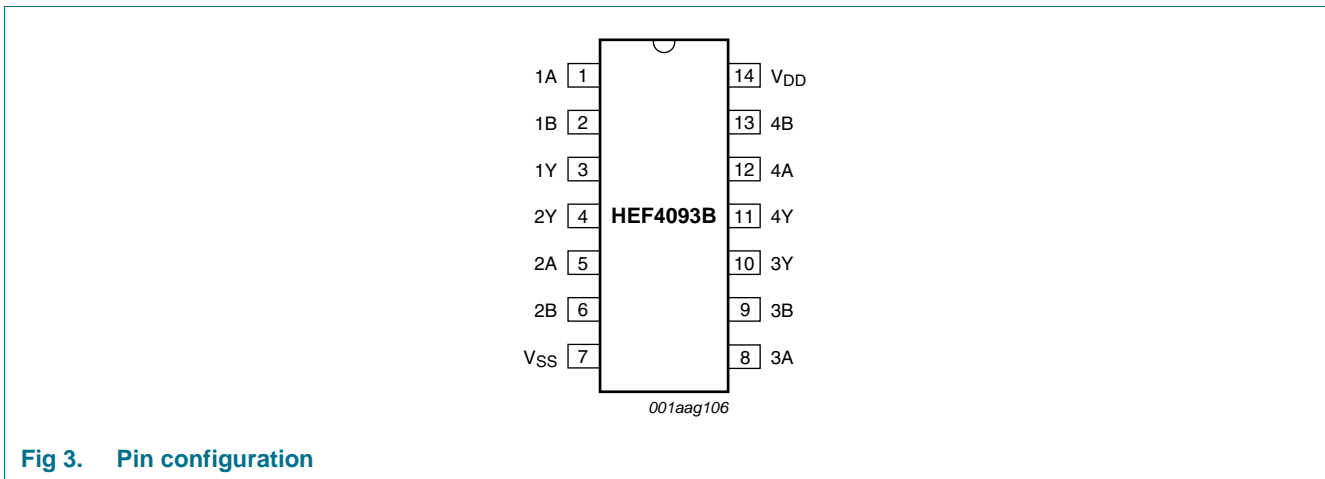 1A 1 14 VDD
1B 2 13 4B
1Y 3 12 4A
2Y 4 HEF4093B 11 4Y
2A 5 10 3Y
2B 6 9 3B
VSS 7 8 3A
001aag106
Fig 3. Pin configuration